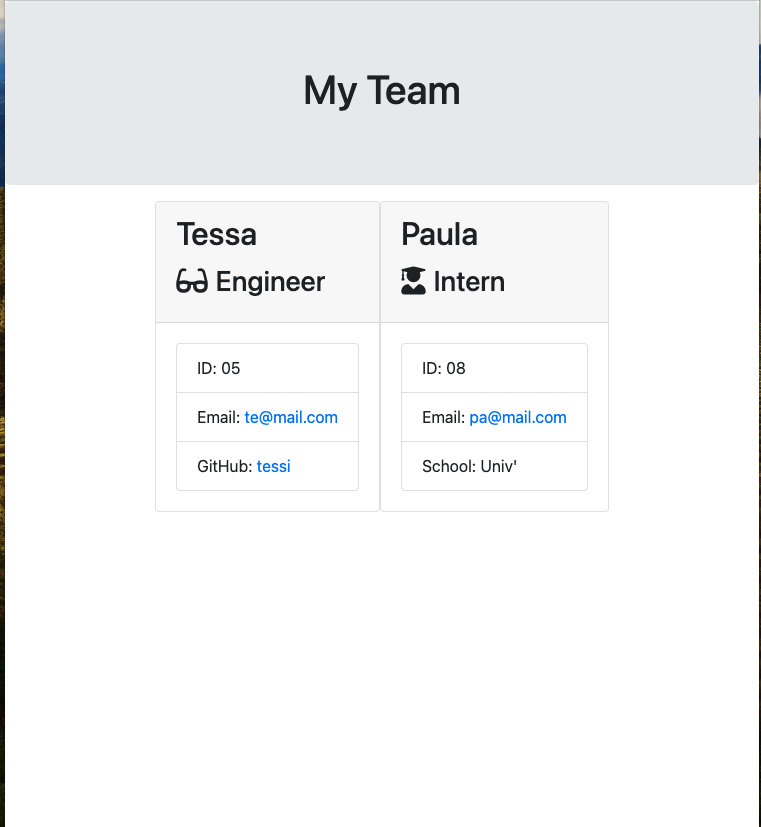 My Team
Tessa
Engineer
ID: 05
Email: te@mail.com
GitHub: tessi
Paula
Intern
ID: 08
Email: pa@mail.com
School: Univ'